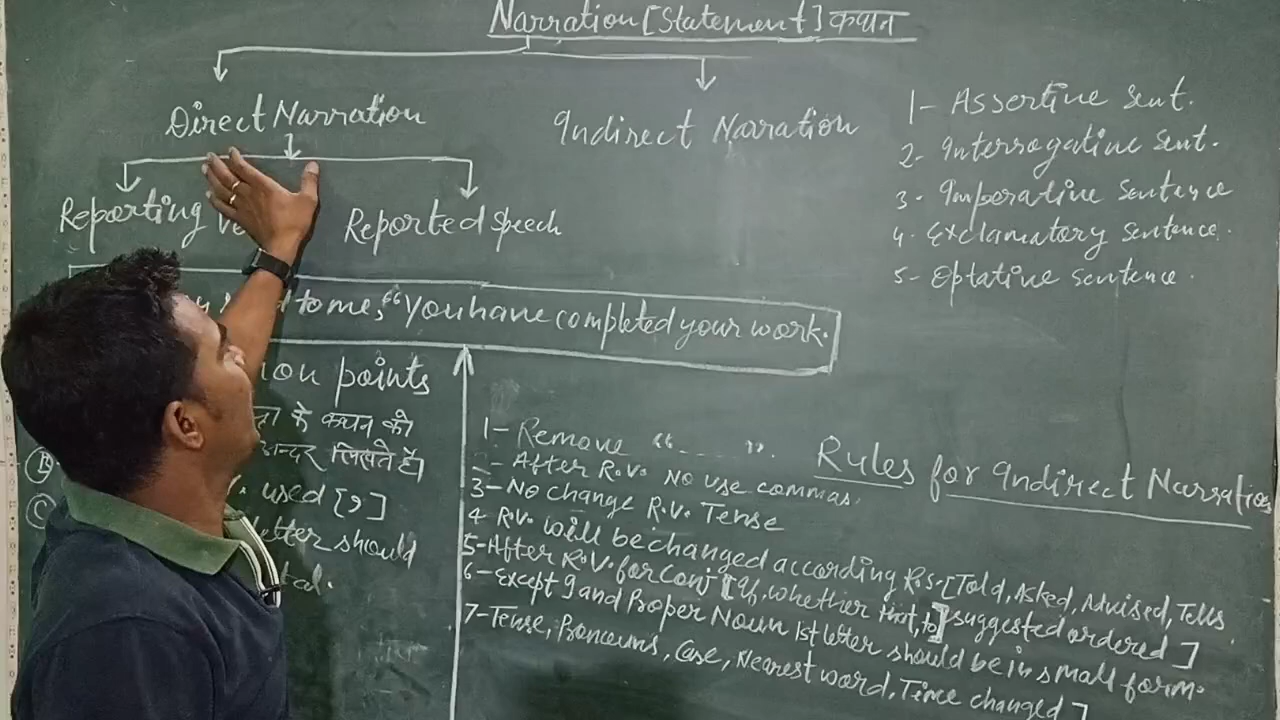 Narration [Statement] कथन
Direct Narration
Indirect Narration
Reporting
Reported speech
1- Assertive sent.
2- Interrogative sent.
3- Imperative sentence
4- Exclamatory sentence.
5- Optative sentence.
to me, "You have completed your work.
points
के कथन को
अन्दर लिखते हैं।
(B)
used [,]
(C)
letter should
Rules for Indirect Narration
1- Remove "......".
2- After R.V. No use commas.
3- No change R.V. Tense
4 R.V. will be changed according R.S. [Told, Asked, Advised, Tells
suggested ordered]
5- After R.V. for Conj [If, whether that, to]
6- Except I and Proper Noun 1st letter should be in small form.
7- Tense, Pronouns, Case, Nearest word, Time changed]